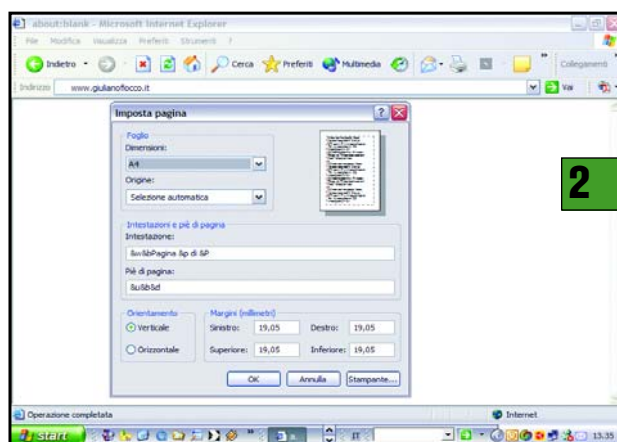 about:blank - Microsoft Internet Explorer
File Modifica Visualizza Preferiti Strumenti ?
Indietro Cerca Preferiti Multimedia Collegamenti
Indirizzo www.giulianofiocco.it Vai
Imposta pagina
Foglio
Dimensioni:
A4
Origine:
Selezione automatica
2
Intestazioni e piè di pagina
Intestazione:
&w&bPagina &p di &P
Piè di pagina:
&u&b&d
Orientamento Margini (millimetri)
Verticale Sinistro: 19,05 Destro: 19,05
Orizzontale Superiore: 19,05 Inferiore: 19,05
OK Annulla Stampante...
Operazione completata Internet
start IT 13.35